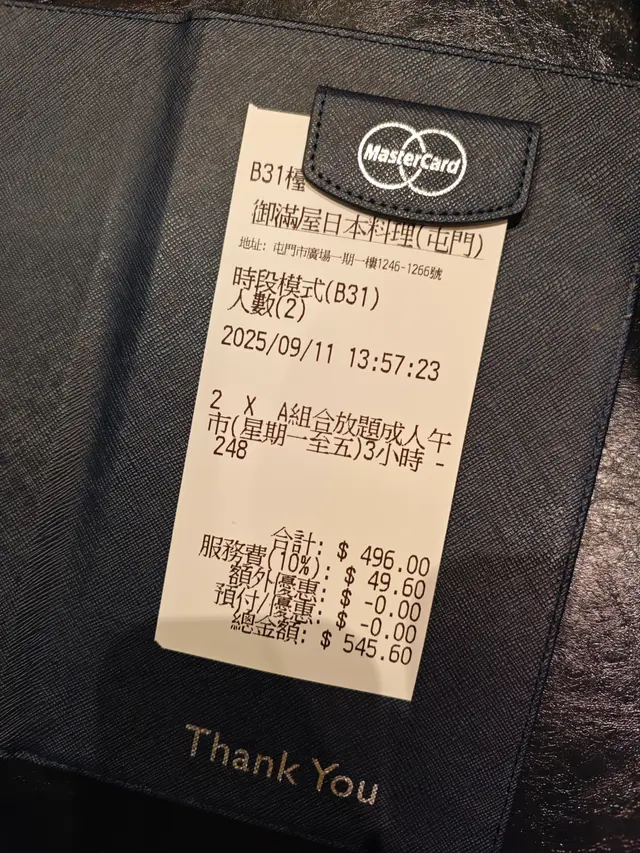 MasterCard
B31檯
御滿屋日本料理(屯門)
地址: 屯門市廣場一期一樓1246-1266號
時段模式(B31)
人數(2)
2025/09/11 13:57:23
2 X A組合放題成人午
市(星期一至五)3小時 -
248
合計: $ 496.00
服務費(10%): $ 49.60
額外優惠: $ -0.00
預付/優惠: $ -0.00
總金額: $ 545.60
Thank You